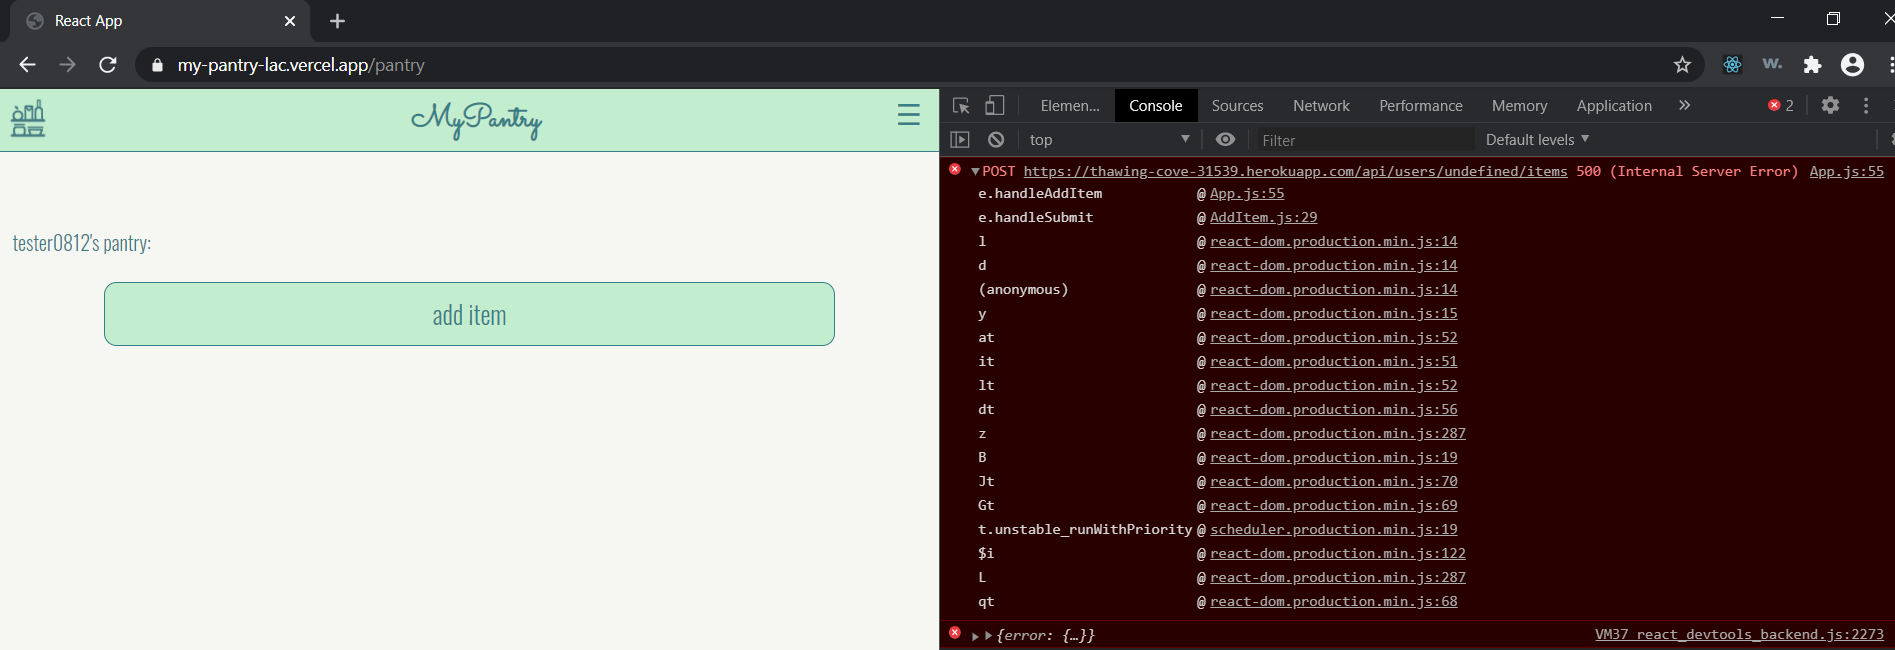 React App
my-pantry-lac.vercel.app/pantry
MyPantry
tester0812's pantry:
add item
Elemen... Console Sources Network Performance Memory Application » 2
top Filter Default levels
POST https://thawing-cove-31539.herokuapp.com/api/users/undefined/items 500 (Internal Server Error) App.js:55
e.handleAddItem @ App.js:55
e.handleSubmit @ AddItem.js:29
l @ react-dom.production.min.js:14
d @ react-dom.production.min.js:14
(anonymous) @ react-dom.production.min.js:14
y @ react-dom.production.min.js:15
at @ react-dom.production.min.js:52
it @ react-dom.production.min.js:51
lt @ react-dom.production.min.js:52
dt @ react-dom.production.min.js:56
z @ react-dom.production.min.js:287
B @ react-dom.production.min.js:19
Jt @ react-dom.production.min.js:70
Gt @ react-dom.production.min.js:69
t.unstable_runWithPriority @ scheduler.production.min.js:19
$i @ react-dom.production.min.js:122
L @ react-dom.production.min.js:287
qt @ react-dom.production.min.js:68
{error: {…}} VM37 react_devtools_backend.js:2273